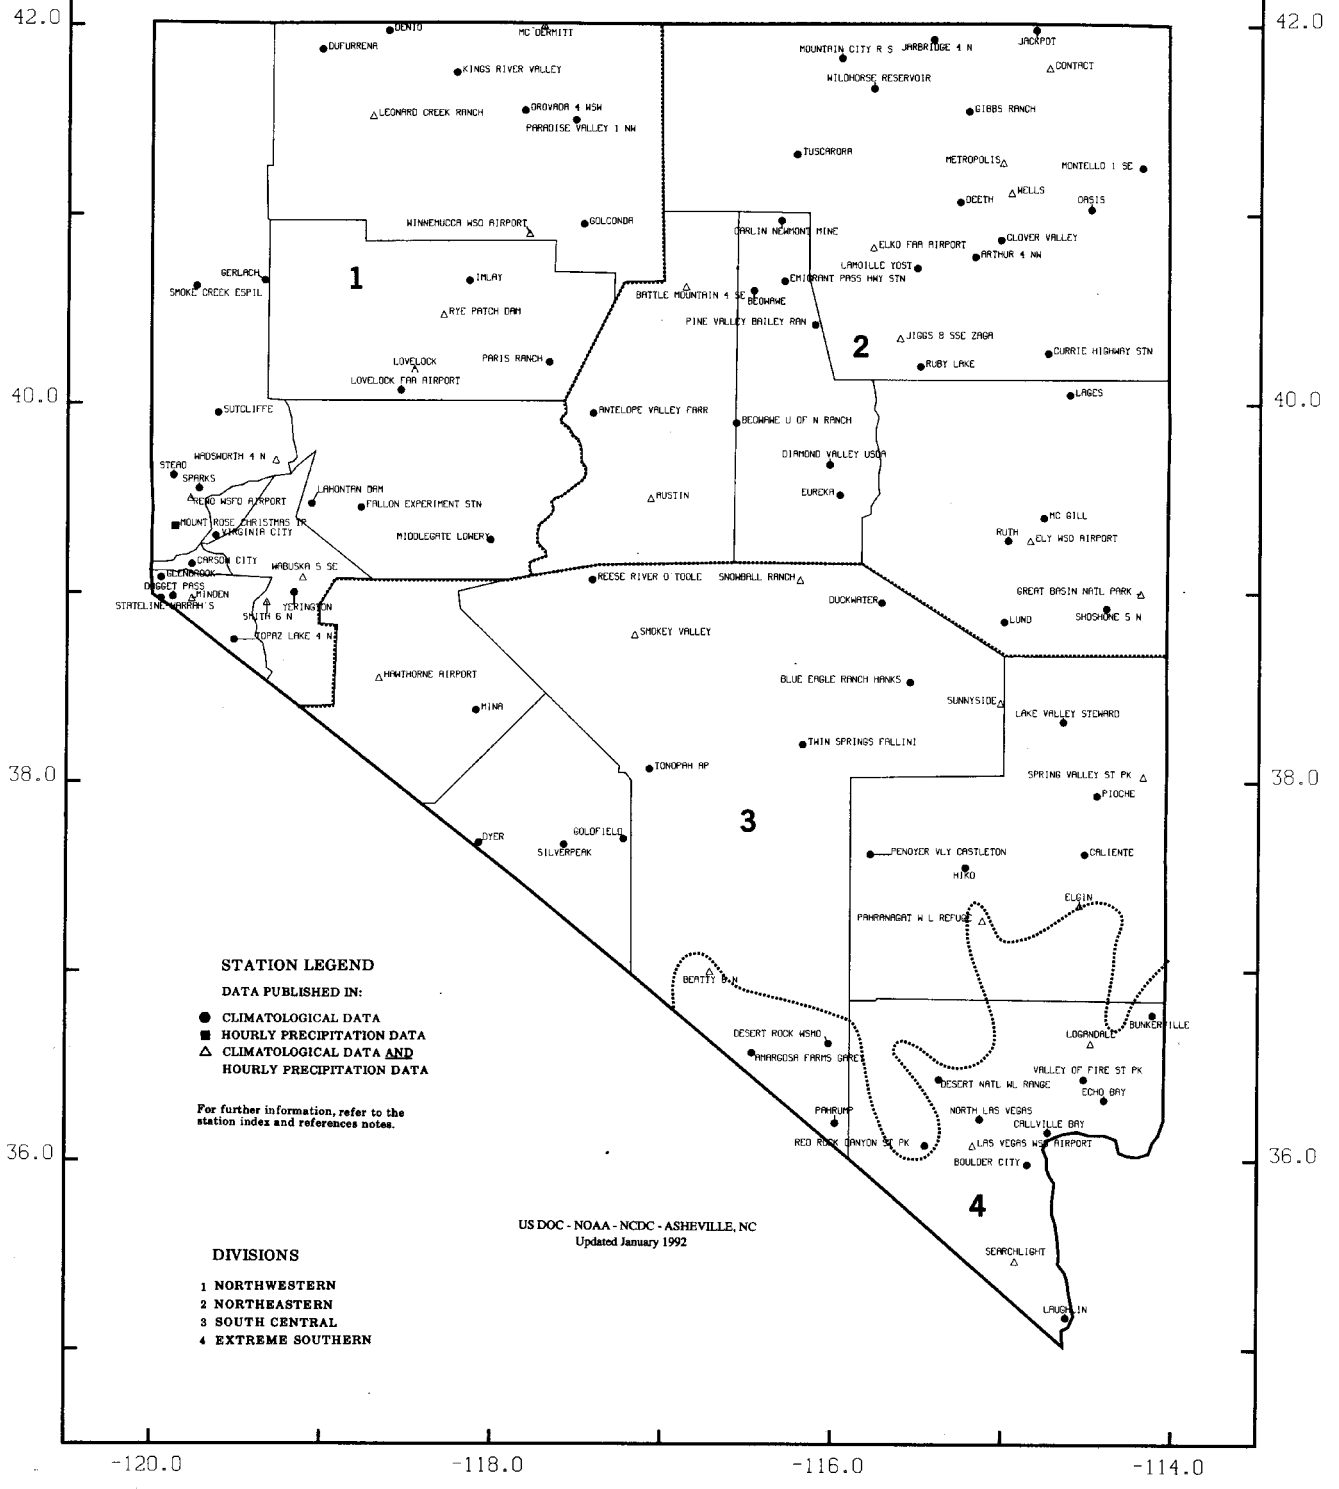 42.0
42.0
DENIO
MC DERMITT
DUFURRENA
JACKPOT
MOUNTAIN CITY R S
JARBRIDGE 4 N
CONTACT
KINGS RIVER VALLEY
WILDHORSE RESERVOIR
LEONARD CREEK RANCH
OROVADA 4 WSW
GIBBS RANCH
PARADISE VALLEY 1 NW
TUSCARORA
METROPOLIS
MONTELLO 1 SE
WELLS
DEETH
OASIS
WINNEMUCCA WSO AIRPORT
GOLCONDA
CARLIN NEWMONT MINE
ELKO FAA AIRPORT
CLOVER VALLEY
ARTHUR 4 NW
LAMOILLE YOST
GERLACH
1
IMLAY
EMIGRANT PASS HWY STN
SMOKE CREEK ESPIL
BATTLE MOUNTAIN 4 SE
BEOWAWE
RYE PATCH DAM
PINE VALLEY BAILEY RAN
JIGGS 8 SSE ZAGA
2
CURRIE HIGHWAY STN
LOVELOCK
PARIS RANCH
RUBY LAKE
LOVELOCK FAA AIRPORT
40.0
40.0
LAGES
SUTCLIFFE
ANTELOPE VALLEY FARR
BEOWAWE U OF N RANCH
WADSWORTH 4 N
DIAMOND VALLEY USDA
STEAD
SPARKS
LAHONTAN DAM
EUREKA
RENO WSFO AIRPORT
FALLON EXPERIMENT STN
AUSTIN
MC GILL
MOUNT ROSE CHRISTMAS TR
VIRGINIA CITY
MIDDLEGATE LOWERY
RUTH
ELY WSO AIRPORT
CARSON CITY
WABUSKA 5 SE
GLENBROOK
REESE RIVER O TOOLE
SNOWBALL RANCH
DAGGET PASS
MINDEN
DUCKWATER
GREAT BASIN NATL PARK
STATELINE-HARRAH'S
YERINGTON
SMITH 6 N
LUND
SHOSHONE 5 N
TOPAZ LAKE 4 N
SMOKEY VALLEY
HAWTHORNE AIRPORT
BLUE EAGLE RANCH HANKS
MINA
SUNNYSIDE
LAKE VALLEY STEWARD
TWIN SPRINGS FALLINI
38.0
TONOPAH AP
SPRING VALLEY ST PK
38.0
PIOCHE
3
DYER
GOLDFIELD
SILVERPEAK
PENOYER VLY CASTLETON
CALIENTE
HIKO
ELGIN
PAHRANAGAT W L REFUGE
STATION LEGEND
BEATTY 8 N
DATA PUBLISHED IN:
CLIMATOLOGICAL DATA
HOURLY PRECIPITATION DATA
CLIMATOLOGICAL DATA AND
HOURLY PRECIPITATION DATA
DESERT ROCK WSMO
BUNKERVILLE
LOGANDALE
AMARGOSA FARMS GAREY
VALLEY OF FIRE ST PK
DESERT NATL WL RANGE
ECHO BAY
For further information, refer to the
station index and references notes.
PAHRUMP
NORTH LAS VEGAS
CALLVILLE BAY
RED ROCK CANYON ST PK
LAS VEGAS WSO AIRPORT
36.0
BOULDER CITY
36.0
4
US DOC - NOAA - NCDC - ASHEVILLE, NC
Updated January 1992
SEARCHLIGHT
DIVISIONS
1 NORTHWESTERN
2 NORTHEASTERN
3 SOUTH CENTRAL
4 EXTREME SOUTHERN
LAUGHLIN
-120.0
-118.0
-116.0
-114.0